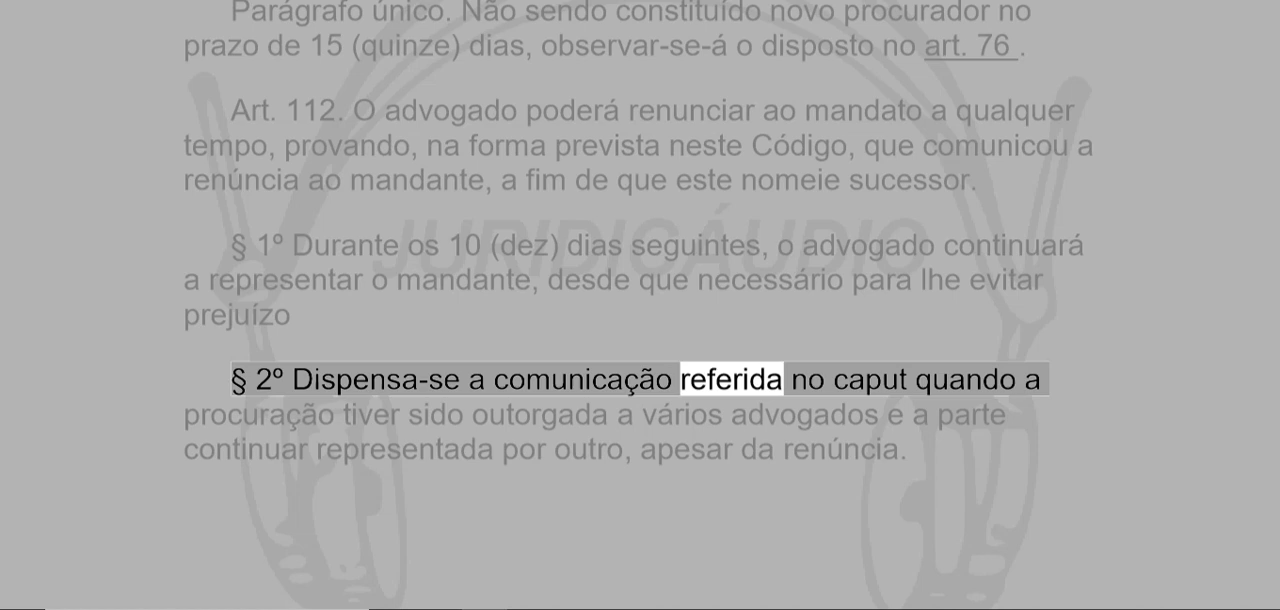 Parágrafo único. Não sendo constituído novo procurador no
prazo de 15 (quinze) dias, observar-se-á o disposto no art. 76 .
Art. 112. O advogado poderá renunciar ao mandato a qualquer
tempo, provando, na forma prevista neste Código, que comunicou a
renúncia ao mandante, a fim de que este nomeie sucessor.
JURIDICÁUDIO
§ 1º Durante os 10 (dez) dias seguintes, o advogado continuará
a representar o mandante, desde que necessário para lhe evitar
prejuízo
§ 2º Dispensa-se a comunicação referida no caput quando a
procuração tiver sido outorgada a vários advogados e a parte
continuar representada por outro, apesar da renúncia.